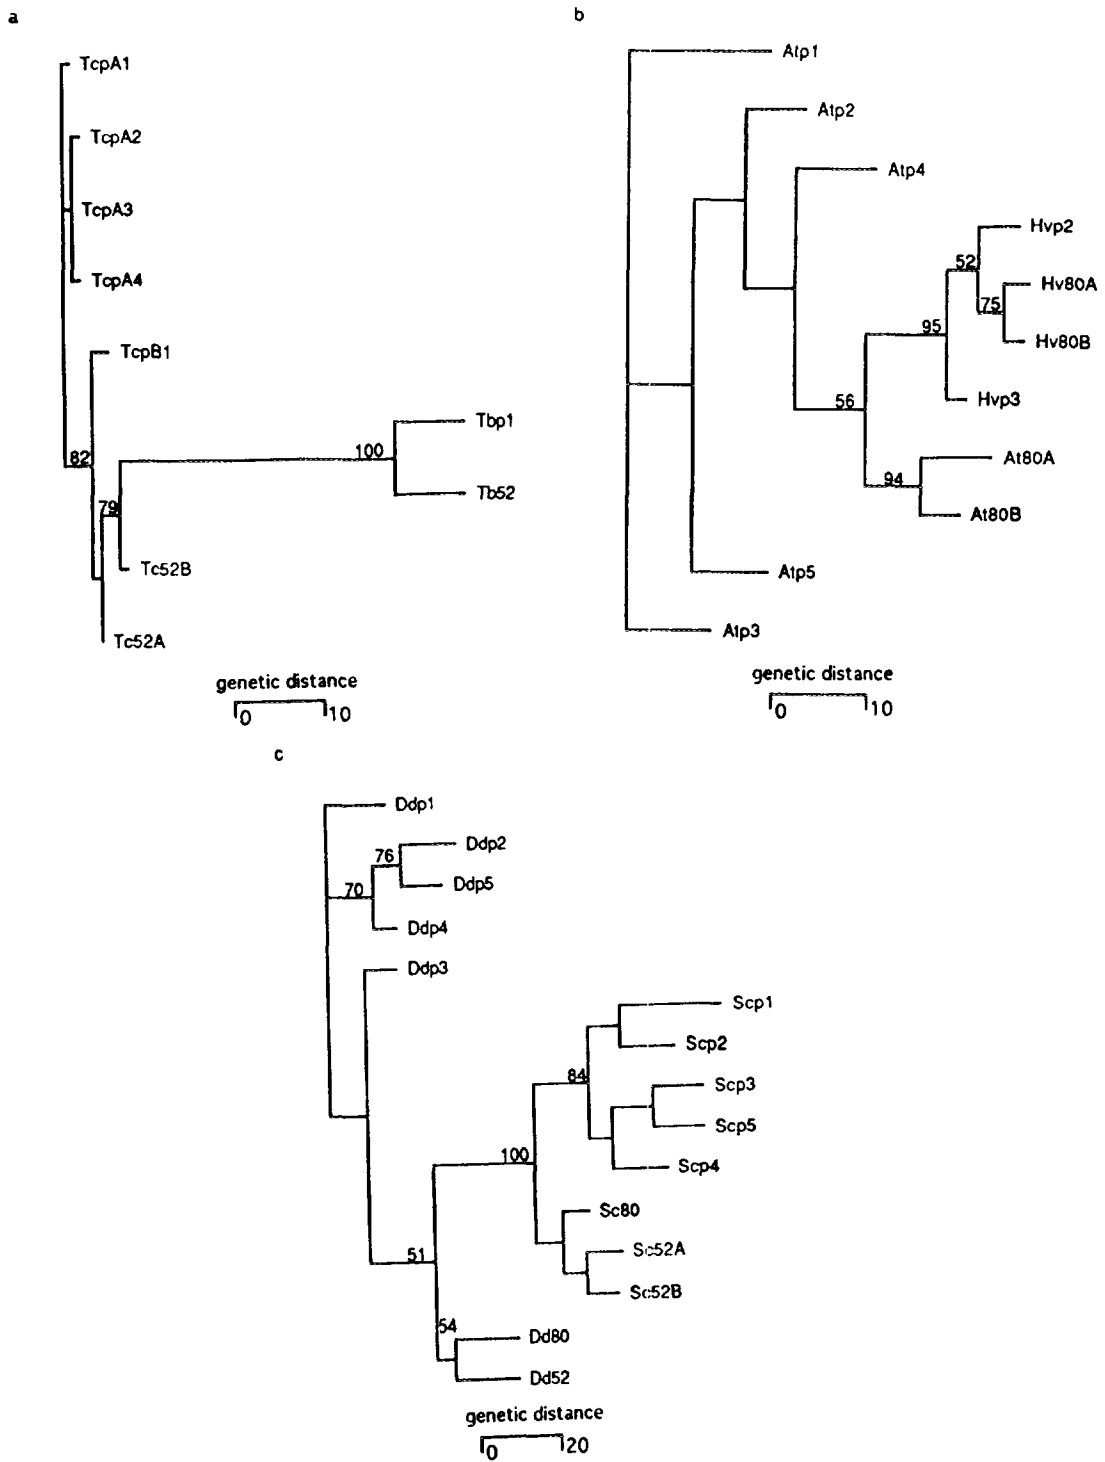 a
TcpA1
TcpA2
TcpA3
TcpA4
TcpB1
Tbp1
100
82
Tb52
79
Tc52B
Tc52A
genetic distance
0 10
b
Atp1
Atp2
Atp4
Hvp2
52
Hv80A
75
95
Hv80B
Hvp3
56
At80A
94
At80B
Atp5
Atp3
genetic distance
0 10
c
Ddp1
Ddp2
76
Ddp5
70
Ddp4
Ddp3
Scp1
Scp2
84
Scp3
Scp5
100
Scp4
Sc80
Sc52A
51
Sc52B
54
Dd80
Dd52
genetic distance
0 20